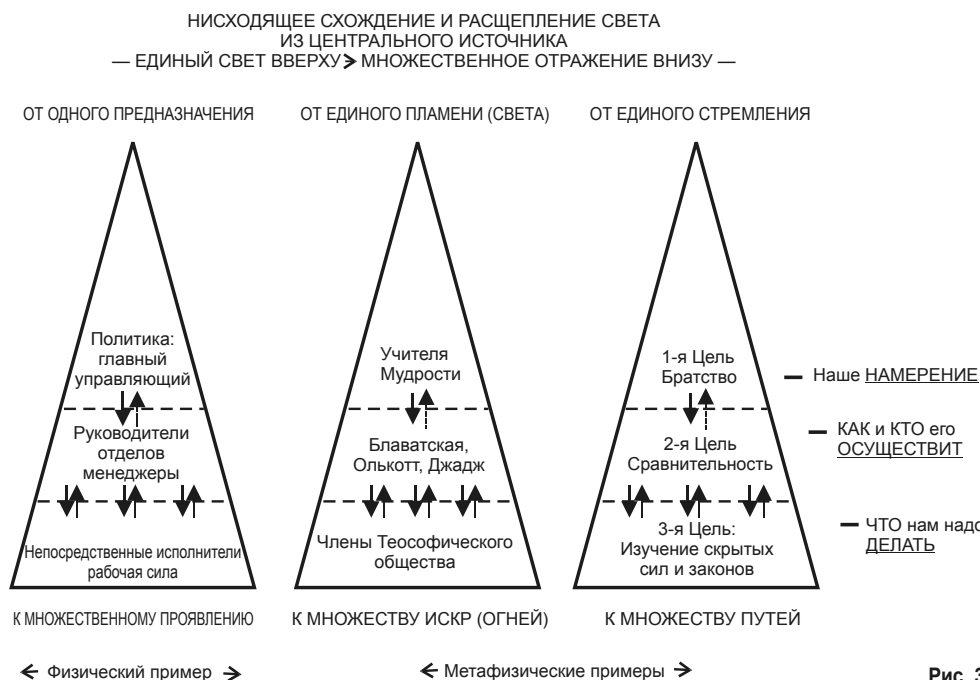 НИСХОДЯЩЕЕ СХОЖДЕНИЕ И РАСЩЕПЛЕНИЕ СВЕТА
ИЗ ЦЕНТРАЛЬНОГО ИСТОЧНИКА
— ЕДИНЫЙ СВЕТ ВВЕРХУ > МНОЖЕСТВЕННОЕ ОТРАЖЕНИЕ ВНИЗУ —
ОТ ОДНОГО ПРЕДНАЗНАЧЕНИЯ
Политика:
главный
управляющий
Руководители
отделов
менеджеры
Непосредственные исполнители
рабочая сила
К МНОЖЕСТВЕННОМУ ПРОЯВЛЕНИЮ
ОТ ЕДИНОГО ПЛАМЕНИ (СВЕТА)
Учителя
Мудрости
Блаватская,
Олькотт, Джадж
Члены Теософического
общества
К МНОЖЕСТВУ ИСКР (ОГНЕЙ)
ОТ ЕДИНОГО СТРЕМЛЕНИЯ
1-я Цель
Братство
2-я Цель
Сравнительность
3-я Цель:
Изучение скрытых
сил и законов
К МНОЖЕСТВУ ПУТЕЙ
— Наше НАМЕРЕНИЕ
— КАК и КТО его
ОСУЩЕСТВИТ
— ЧТО нам надо
ДЕЛАТЬ
← Физический пример →
← Метафизические примеры →
Рис. 3